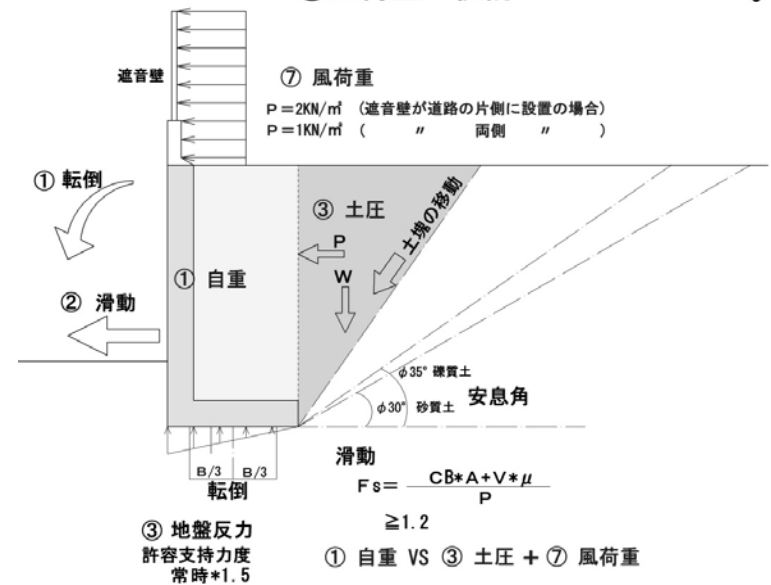 遮音壁
⑦ 風荷重
P=2KN/㎡ (遮音壁が道路の片側に設置の場合)
P=1KN/㎡ ( 〃 両側 〃 )
① 転倒
③ 土圧
土塊の移動
P
① 自重
W
② 滑動
φ35° 礫質土
安息角
φ30° 砂質土
B/3 B/3
転倒
滑動
Fs= CB*A+V*μ
P
≧1.2
③ 地盤反力
許容支持力度
常時*1.5
① 自重 VS ③ 土圧 + ⑦ 風荷重